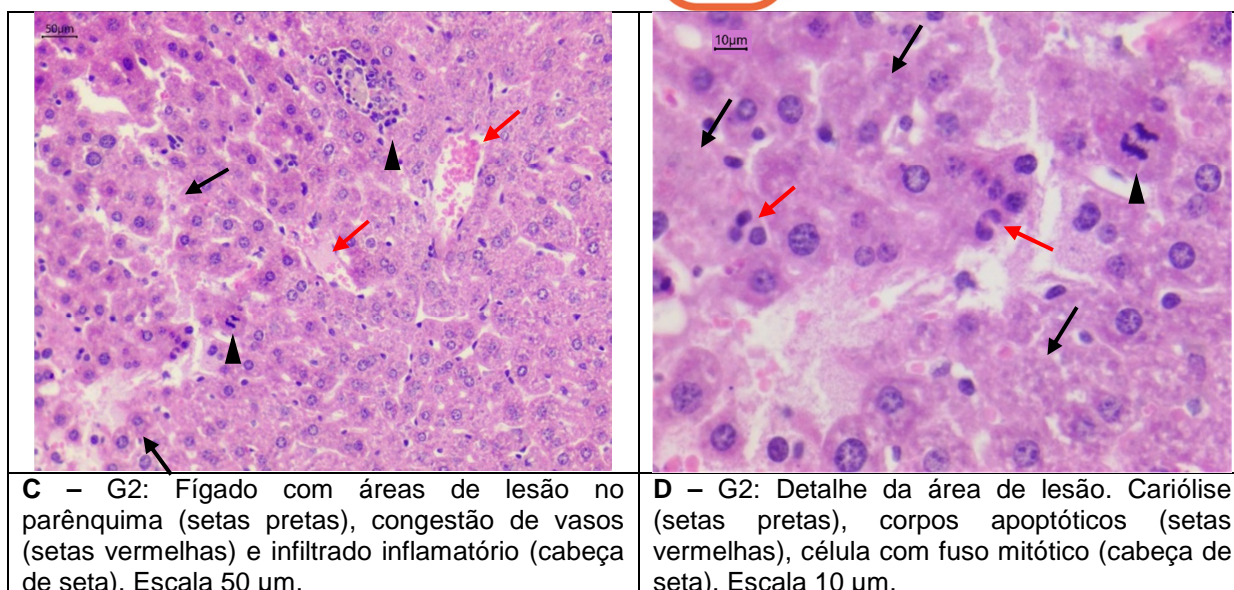 50µm
10µm
C – G2: Fígado com áreas de lesão no
parênquima (setas pretas), congestão de vasos
(setas vermelhas) e infiltrado inflamatório (cabeça
de seta). Escala 50 µm.
D – G2: Detalhe da área de lesão. Cariólise
(setas pretas), corpos apoptóticos (setas
vermelhas), célula com fuso mitótico (cabeça de
seta). Escala 10 µm.